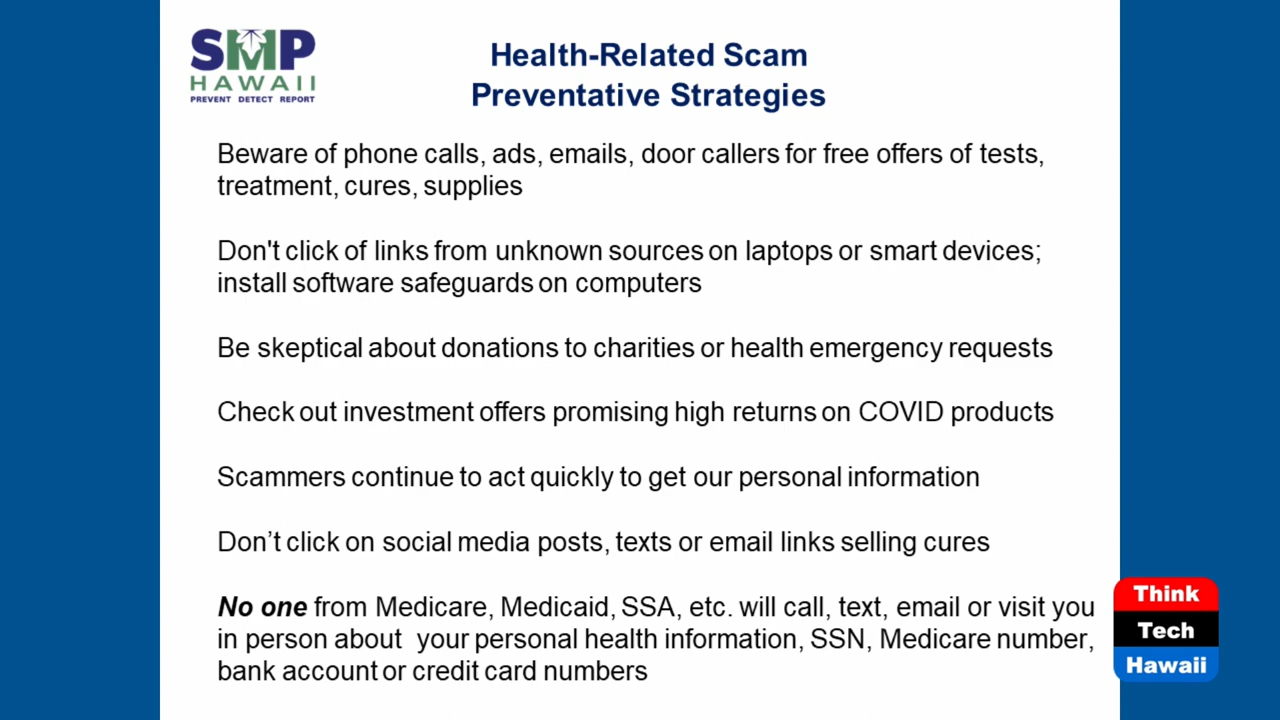 SMP
HAWAII
PREVENT DETECT REPORT
Health-Related Scam
Preventative Strategies
Beware of phone calls, ads, emails, door callers for free offers of tests,
treatment, cures, supplies
Don't click of links from unknown sources on laptops or smart devices;
install software safeguards on computers
Be skeptical about donations to charities or health emergency requests
Check out investment offers promising high returns on COVID products
Scammers continue to act quickly to get our personal information
Don’t click on social media posts, texts or email links selling cures
No one from Medicare, Medicaid, SSA, etc. will call, text, email or visit you
in person about your personal health information, SSN, Medicare number,
bank account or credit card numbers
Think
Tech
Hawaii